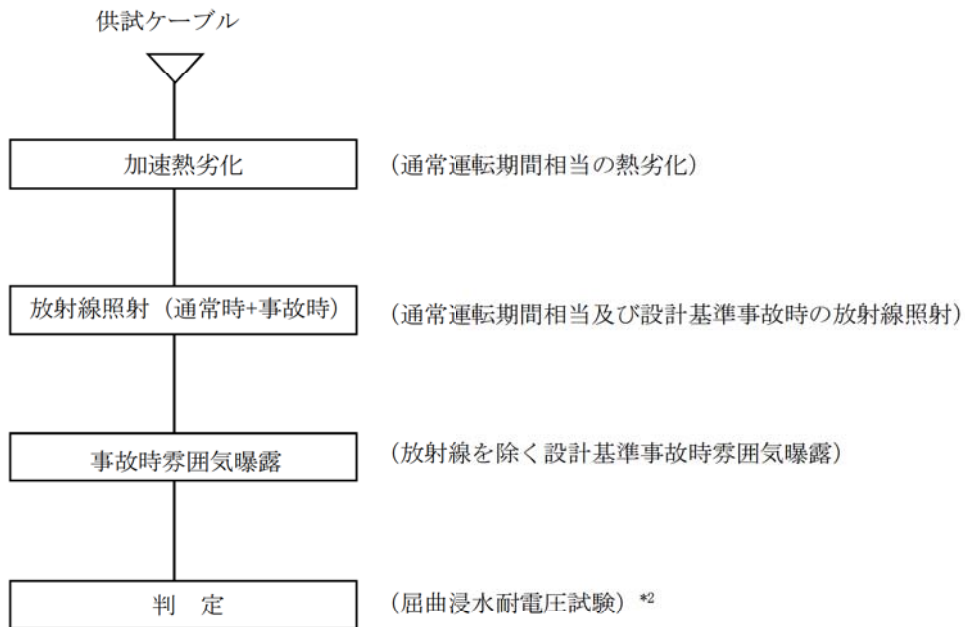 供試ケーブル
加速熱劣化
（通常運転期間相当の熱劣化）
放射線照射（通常時+事故時）
（通常運転期間相当及び設計基準事故時の放射線照射）
事故時雰囲気曝露
（放射線を除く設計基準事故時雰囲気曝露）
判　定
（屈曲浸水耐電圧試験）*2